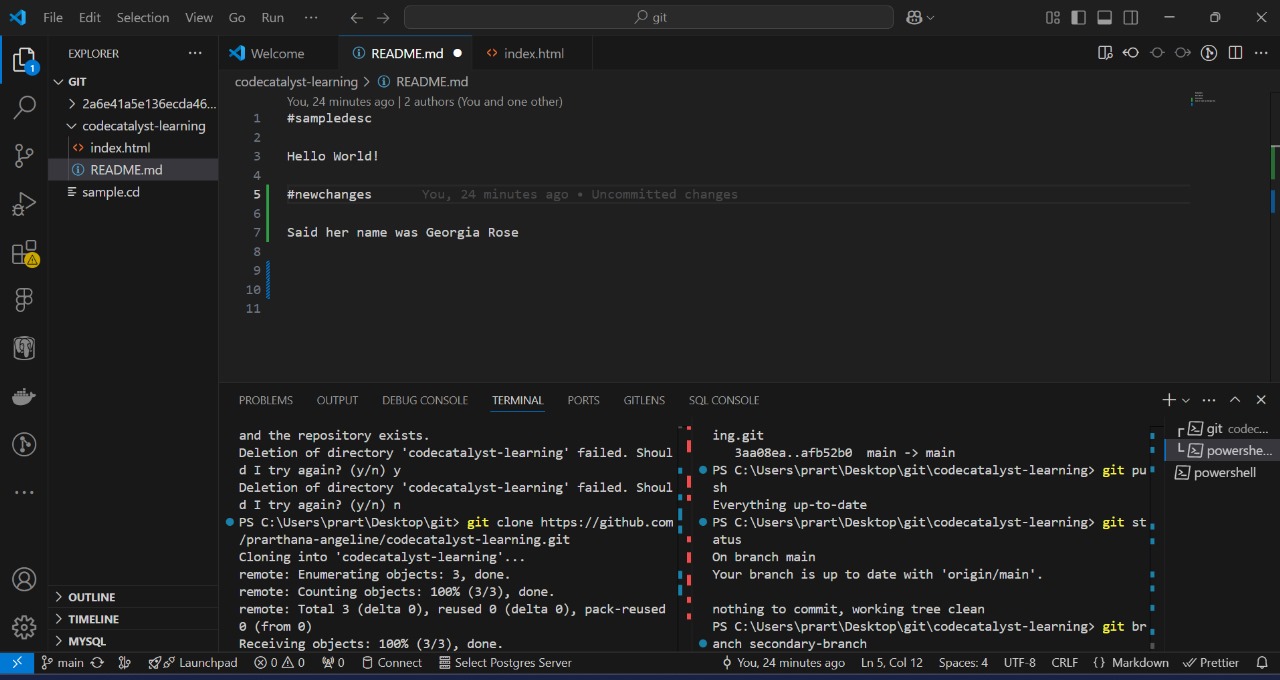 File Edit Selection View Go Run ··· git
EXPLORER ···
1
GIT
2a6e41a5e136ecda46...
codecatalyst-learning
index.html
README.md
sample.cd
OUTLINE
TIMELINE
MYSQL
Welcome README.md index.html
codecatalyst-learning > README.md
You, 24 minutes ago | 2 authors (You and one other)
1 #sampledesc
2
3 Hello World!
4
5 #newchanges You, 24 minutes ago • Uncommitted changes
6
7 Said her name was Georgia Rose
8
9
10
11
PROBLEMS OUTPUT DEBUG CONSOLE TERMINAL PORTS GITLENS SQL CONSOLE
and the repository exists.
Deletion of directory 'codecatalyst-learning' failed. Shoul
d I try again? (y/n) y
Deletion of directory 'codecatalyst-learning' failed. Shoul
d I try again? (y/n) n
PS C:\Users\prart\Desktop\git> git clone https://github.com
/prarthana-angeline/codecatalyst-learning.git
Cloning into 'codecatalyst-learning'...
remote: Enumerating objects: 3, done.
remote: Counting objects: 100% (3/3), done.
remote: Total 3 (delta 0), reused 0 (delta 0), pack-reused
0 (from 0)
Receiving objects: 100% (3/3), done.
ing.git
3aa08ea..afb52b0 main -> main
PS C:\Users\prart\Desktop\git\codecatalyst-learning> git pu
sh
Everything up-to-date
PS C:\Users\prart\Desktop\git\codecatalyst-learning> git st
atus
On branch main
Your branch is up to date with 'origin/main'.
nothing to commit, working tree clean
PS C:\Users\prart\Desktop\git\codecatalyst-learning> git br
anch secondary-branch
git codec...
powershe...
powershell
main Launchpad 0 0 0 Connect Select Postgres Server You, 24 minutes ago Ln 5, Col 12 Spaces: 4 UTF-8 CRLF {} Markdown Prettier